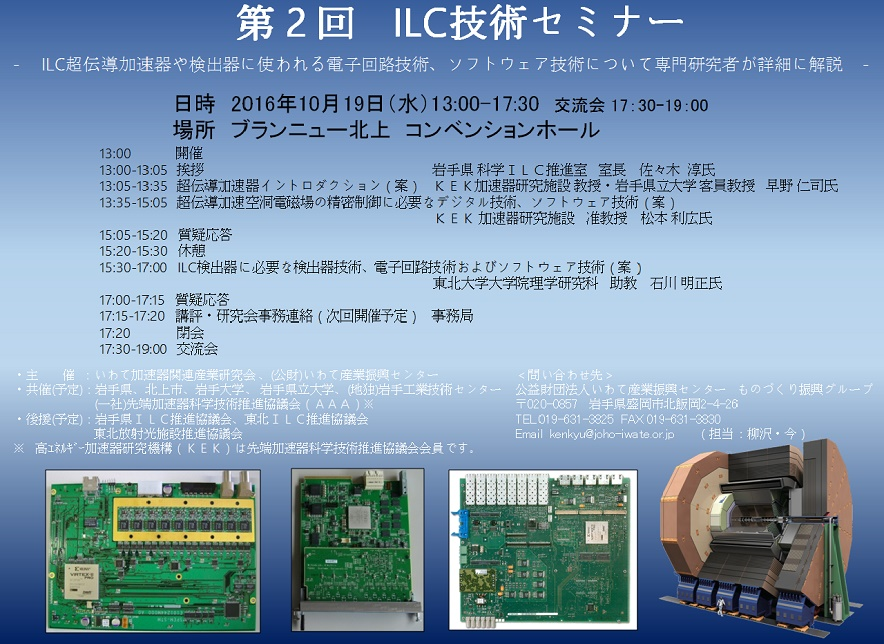 第２回　ILC技術セミナー
-　ILC超伝導加速器や検出器に使われる電子回路技術、ソフトウェア技術について専門研究者が詳細に解説　-
日時　2016年10月19日（水）13:00-17:30　交流会 17：30-19:00
場所　ブランニュー北上　コンベンションホール
13:00　開催
13:00-13:05　挨拶　岩手県 科学ＩＬＣ推進室　室長　佐々木 淳氏
13:05-13:35　超伝導加速器イントロダクション（案）　ＫＥＫ加速器研究施設 教授・岩手県立大学 客員教授　早野 仁司氏
13:35-15:05　超伝導加速空洞電磁場の精密制御に必要なデジタル技術、ソフトウェア技術（案）
ＫＥＫ 加速器研究施設　准教授　松本 利広氏
15:05-15:20　質疑応答
15:20-15:30　休憩
15:30-17:00　ILC検出器に必要な検出器技術、電子回路技術およびソフトウェア技術（案）
東北大学大学院理学研究科　助教　石川 明正氏
17:00-17:15　質疑応答
17:15-17:20　講評・研究会事務連絡（次回開催予定）　事務局
17:20　閉会
17:30-19:00　交流会
・主　　催　：いわて加速器関連産業研究会 、(公財)いわて産業振興センター
・共催(予定)：岩手県、北上市、岩手大学、岩手県立大学、(地独)岩手工業技術センター
(一社)先端加速器科学技術推進協議会（ＡＡＡ）※
・後援(予定)：岩手県ＩＬＣ推進協議会、東北ＩＬＣ推進協議会
東北放射光施設推進協議会
※　高ｴﾈﾙｷﾞｰ加速器研究機構（ＫＥＫ）は先端加速器科学技術推進協議会会員です。
＜問い合わせ先＞
公益財団法人いわて産業振興センター　ものづくり振興グループ
〒020-0857　岩手県盛岡市北飯岡2-4-26
TEL 019-631-3825  FAX 019-631-3830
Email  kenkyu@joho-iwate.or.jp　（担当：柳沢・今）
XILINX